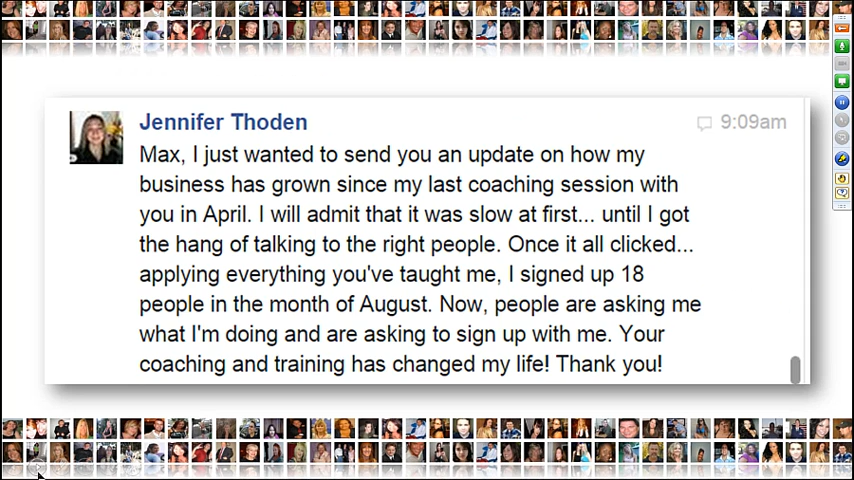 Jennifer Thoden
9:09am
Max, I just wanted to send you an update on how my
business has grown since my last coaching session with
you in April. I will admit that it was slow at first... until I got
the hang of talking to the right people. Once it all clicked...
applying everything you've taught me, I signed up 18
people in the month of August. Now, people are asking me
what I'm doing and are asking to sign up with me. Your
coaching and training has changed my life! Thank you!